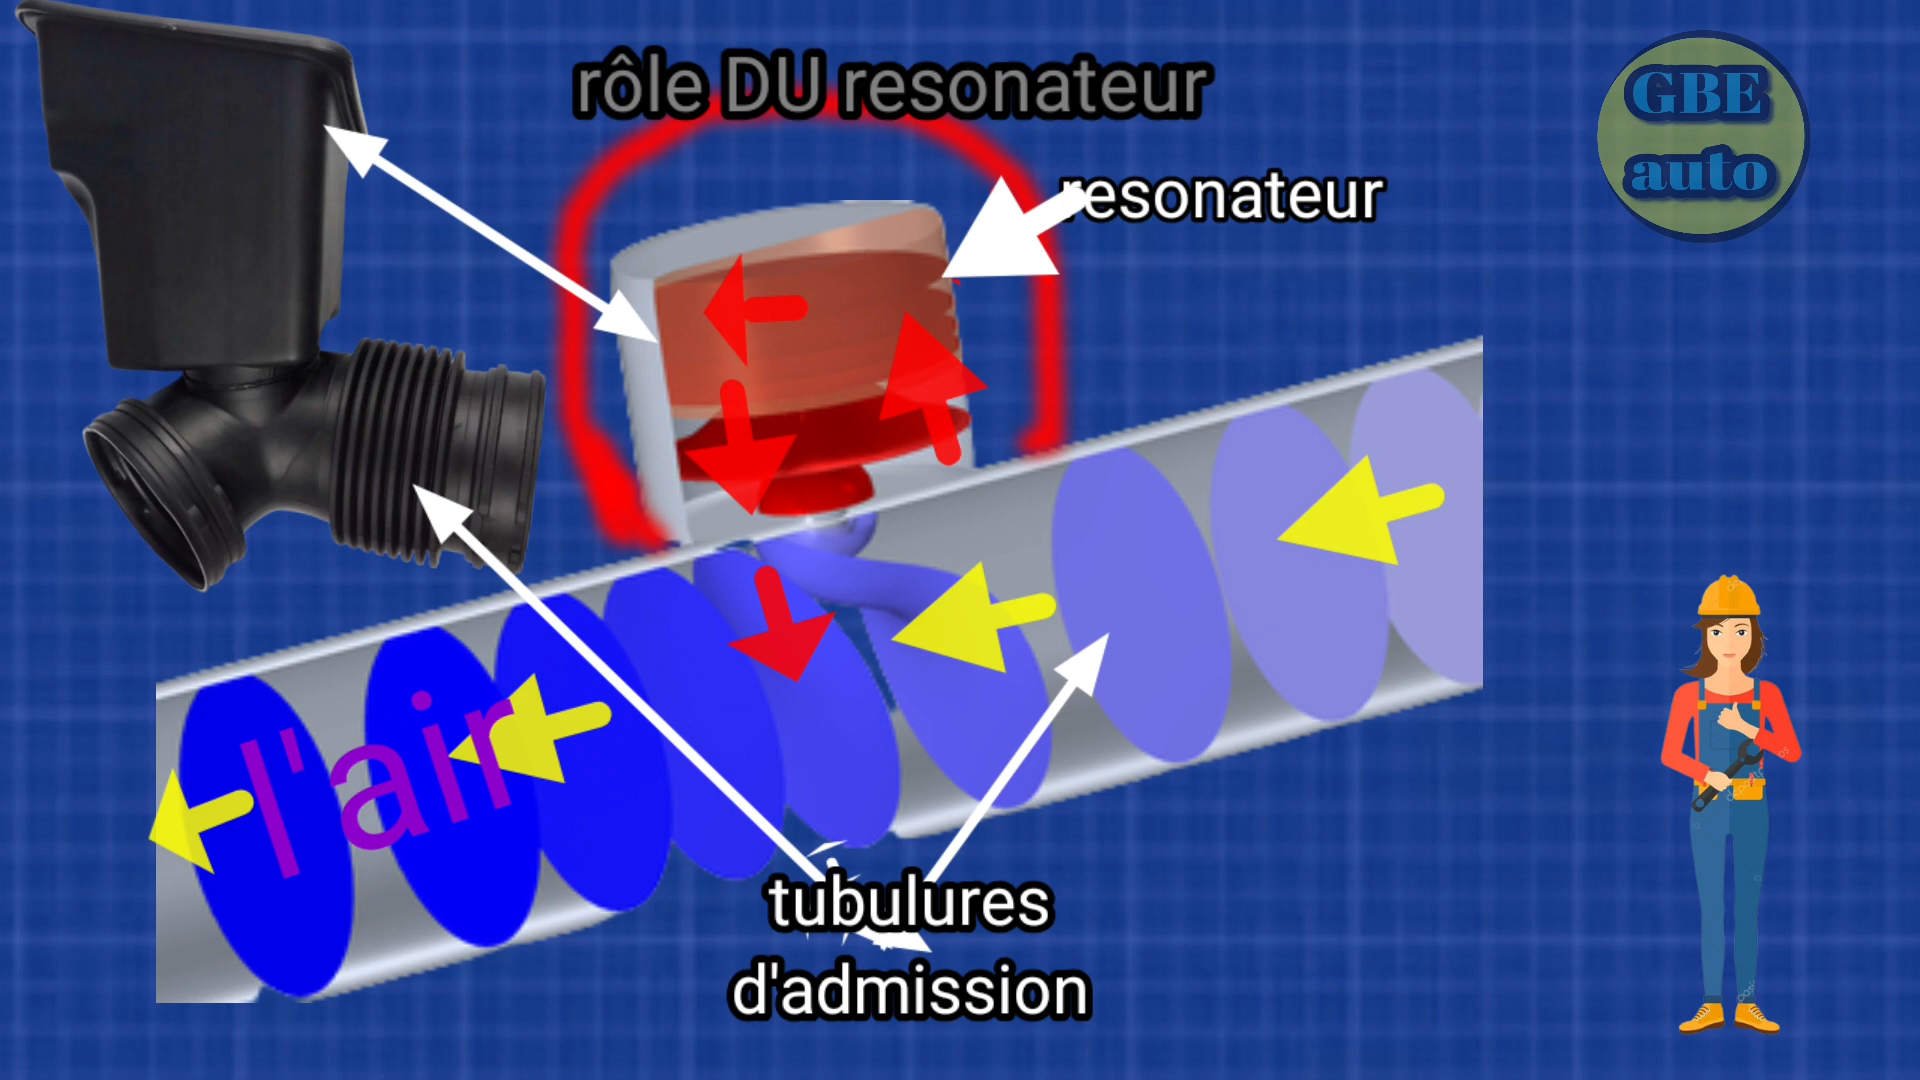 rôle DU resonateur
GBE
auto
resonateur
l'air
tubulures
d'admission